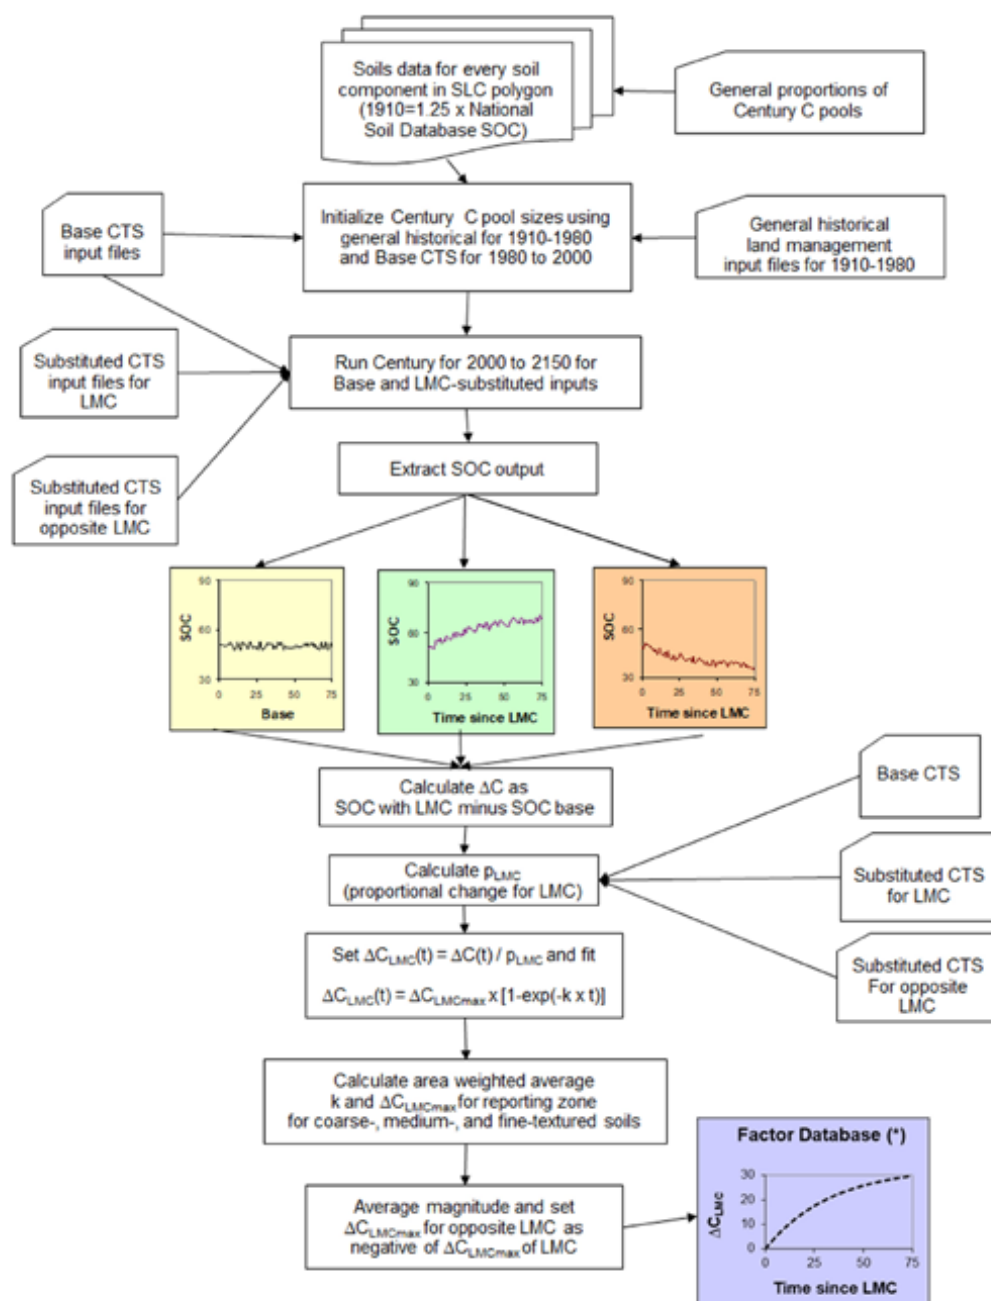 Soils data for every soil
component in SLC polygon
(1910=1.25 x National
Soil Database SOC)
General proportions of
Century C pools
Base CTS
input files
Initialize Century C pool sizes using
general historical for 1910-1980
and Base CTS for 1980 to 2000
General historical
land management
input files for 1910-1980
Substituted CTS
input files for
LMC
Run Century for 2000 to 2150 for
Base and LMC-substituted inputs
Substituted CTS
input files for
opposite LMC
Extract SOC output
SOC
90
60
30
0 25 50 75
Base
SOC
90
60
30
0 25 50 75
Time since LMC
SOC
90
60
30
0 25 50 75
Time since LMC
Calculate ΔC as
SOC with LMC minus SOC base
Base CTS
Calculate pLMC
(proportional change for LMC)
Substituted CTS
for LMC
Set ΔCLMC(t) = ΔC(t) / pLMC and fit
ΔCLMC(t) = ΔCLMCmax x [1-exp(-k x t)]
Substituted CTS
For opposite
LMC
Calculate area weighted average
k and ΔCLMCmax for reporting zone
for coarse-, medium-, and fine-textured soils
Average magnitude and set
ΔCLMCmax for opposite LMC as
negative of ΔCLMCmax of LMC
Factor Database (*)
ΔCLMC
30
20
10
0
0 25 50 75
Time since LMC